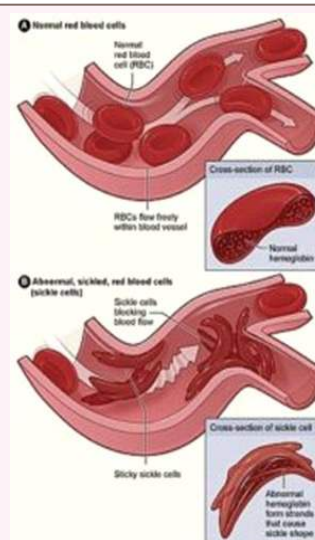 A Normal red blood cells
Normal
red blood
cell (RBC)
Cross-section of RBC
RBCs flow freely
within blood vessel
Normal
hemoglobin
B Abnormal, sickled, red blood cells
(sickle cells)
Sickle cells
blocking
blood flow
Cross-section of sickle cell
Sticky sickle cells
Abnormal
hemoglobin
form strands
that cause
sickle shape